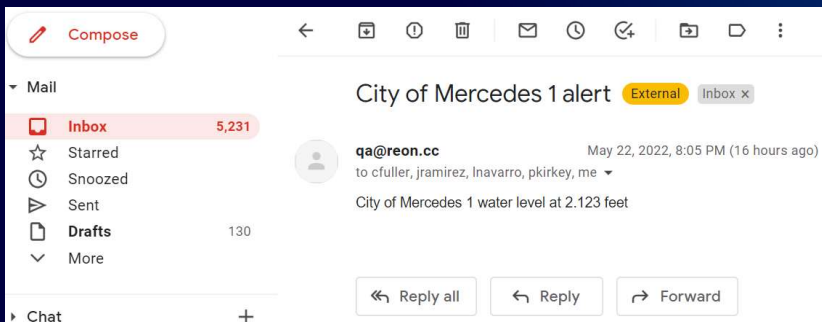 Compose
Mail
Inbox 5,231
Starred
Snoozed
Sent
Drafts 130
More
Chat
City of Mercedes 1 alert External Inbox x
qa@reon.cc May 22, 2022, 8:05 PM (16 hours ago)
to cfuller, jramirez, lnavarro, pkirkey, me
City of Mercedes 1 water level at 2.123 feet
Reply all Reply Forward